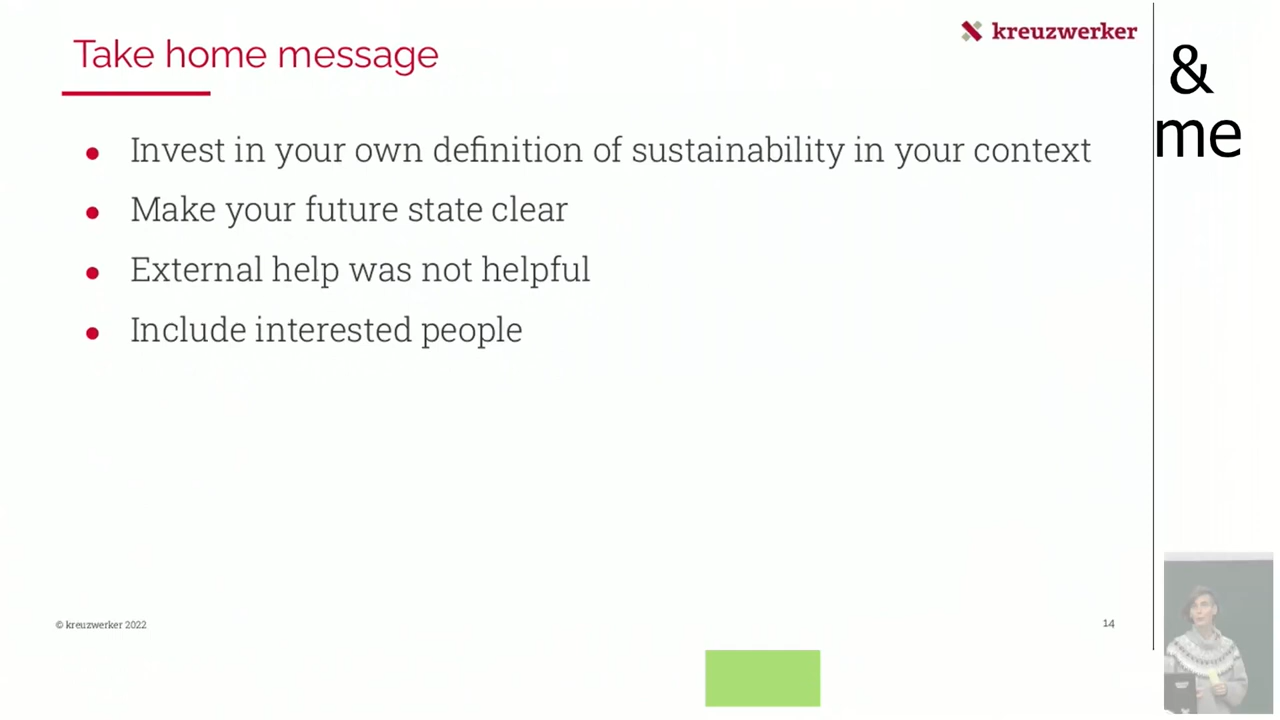 Take home message
kreuzwerker
&
me
Invest in your own definition of sustainability in your context
Make your future state clear
External help was not helpful
Include interested people
© kreuzwerker 2022
14